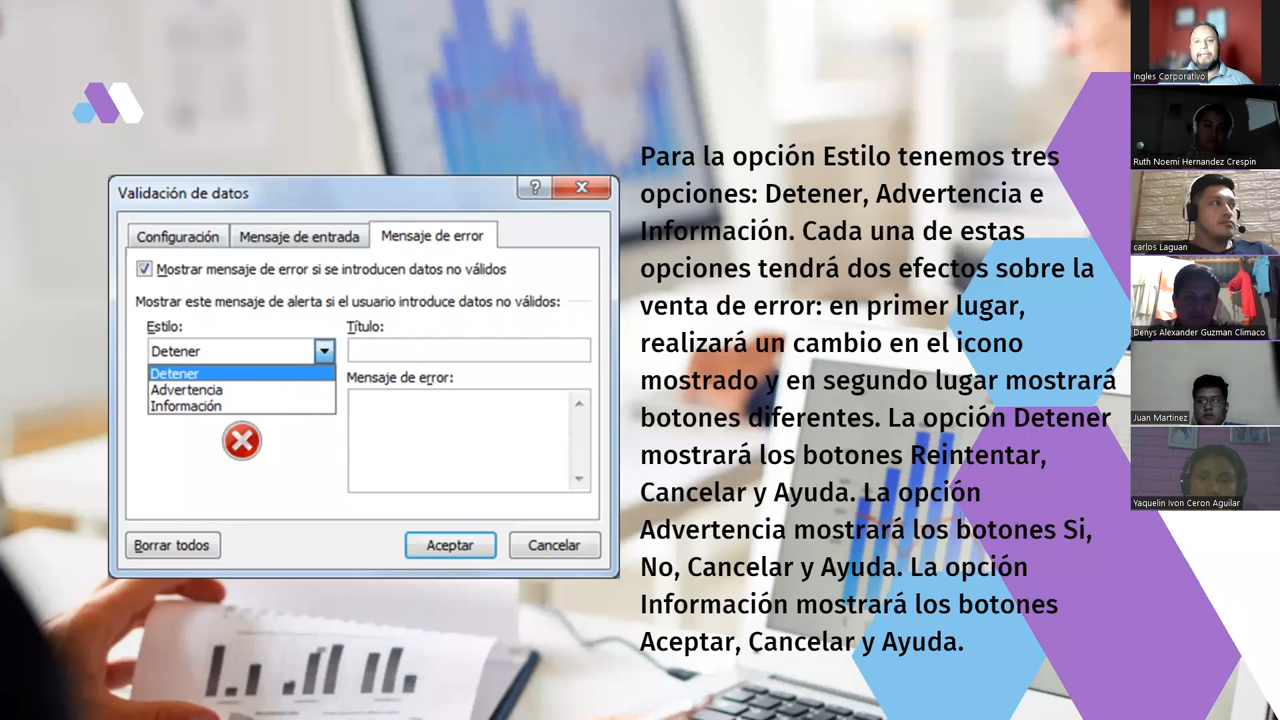 Validación de datos
Configuración
Mensaje de entrada
Mensaje de error
Mostrar mensaje de error si se introducen datos no válidos
Mostrar este mensaje de alerta si el usuario introduce datos no válidos:
Estilo:
Título:
Detener
Detener
Advertencia
Información
Mensaje de error:
Borrar todos
Aceptar
Cancelar
Para la opción Estilo tenemos tres
opciones: Detener, Advertencia e
Información. Cada una de estas
opciones tendrá dos efectos sobre la
venta de error: en primer lugar,
realizará un cambio en el icono
mostrado y en segundo lugar mostrará
botones diferentes. La opción Detener
mostrará los botones Reintentar,
Cancelar y Ayuda. La opción
Advertencia mostrará los botones Si,
No, Cancelar y Ayuda. La opción
Información mostrará los botones
Aceptar, Cancelar y Ayuda.
Ingles Corporativo
Ruth Noemi Hernandez Crespin
carlos Laguan
Denys Alexander Guzman Climaco
Juan Martinez
Yaquelin Ivon Ceron Aguilar